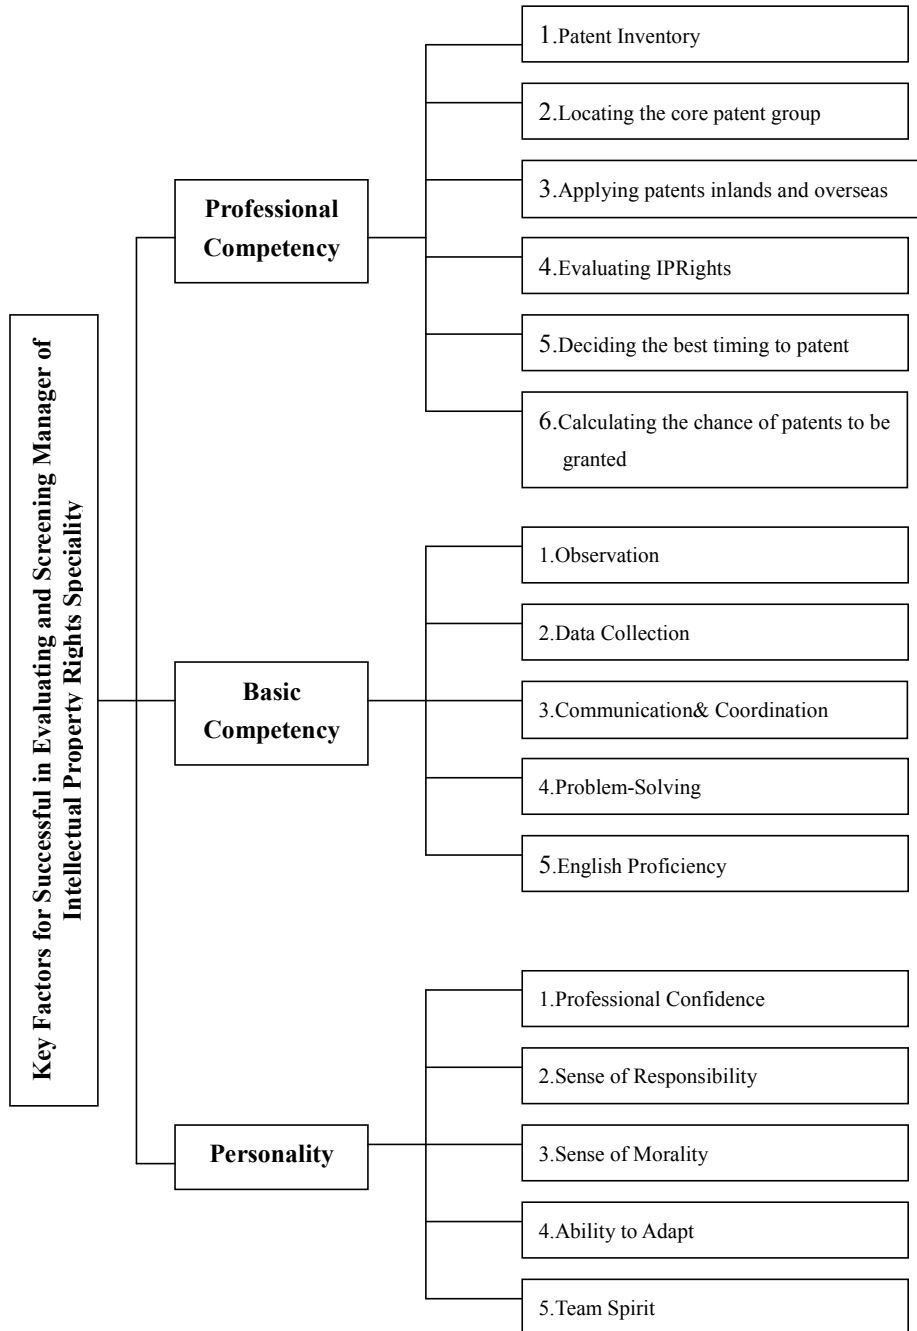 Key Factors for Successful in Evaluating and Screening Manager of
Intellectual Property Rights Speciality
Professional
Competency
1.Patent Inventory
2.Locating the core patent group
3.Applying patents inlands and overseas
4.Evaluating IPRights
5.Deciding the best timing to patent
6.Calculating the chance of patents to be
granted
Basic
Competency
1.Observation
2.Data Collection
3.Communication& Coordination
4.Problem-Solving
5.English Proficiency
Personality
1.Professional Confidence
2.Sense of Responsibility
3.Sense of Morality
4.Ability to Adapt
5.Team Spirit